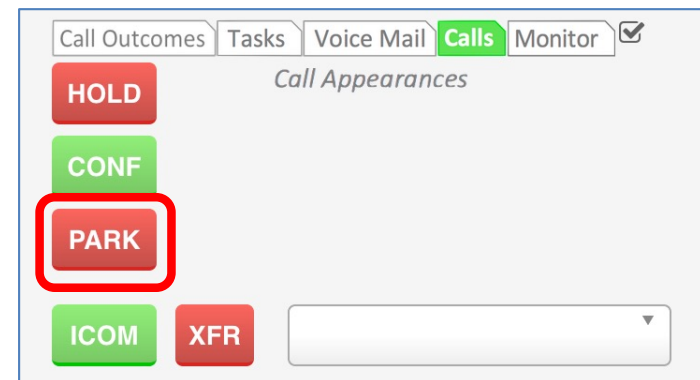 Call Outcomes Tasks Voice Mail Calls Monitor
HOLD Call Appearances
CONF
PARK
ICOM XFR